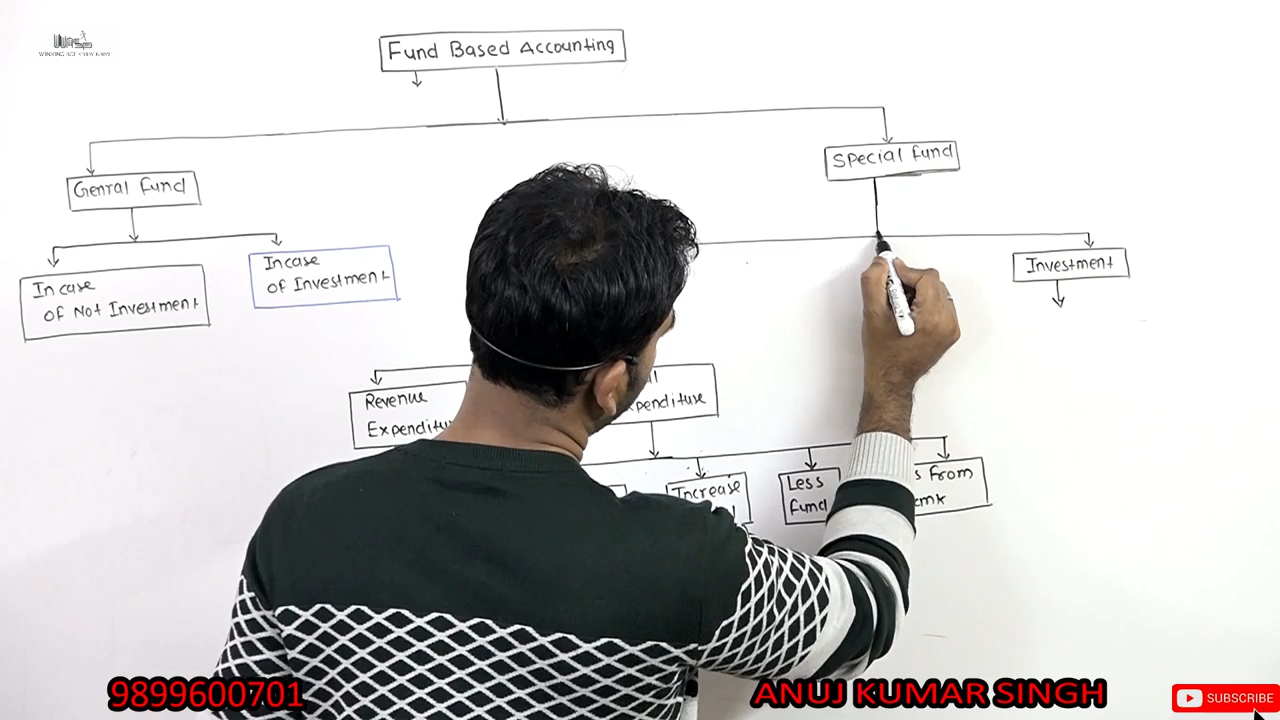 Fund Based Accounting
Special fund
Genral fund
Incase
of Investment
Investment
In case
of Not Investment
Revenue
Expenditu
penditure
Increase
Less
fund
s from
9899600701
ANUJ KUMAR SINGH
SUBSCRIBE